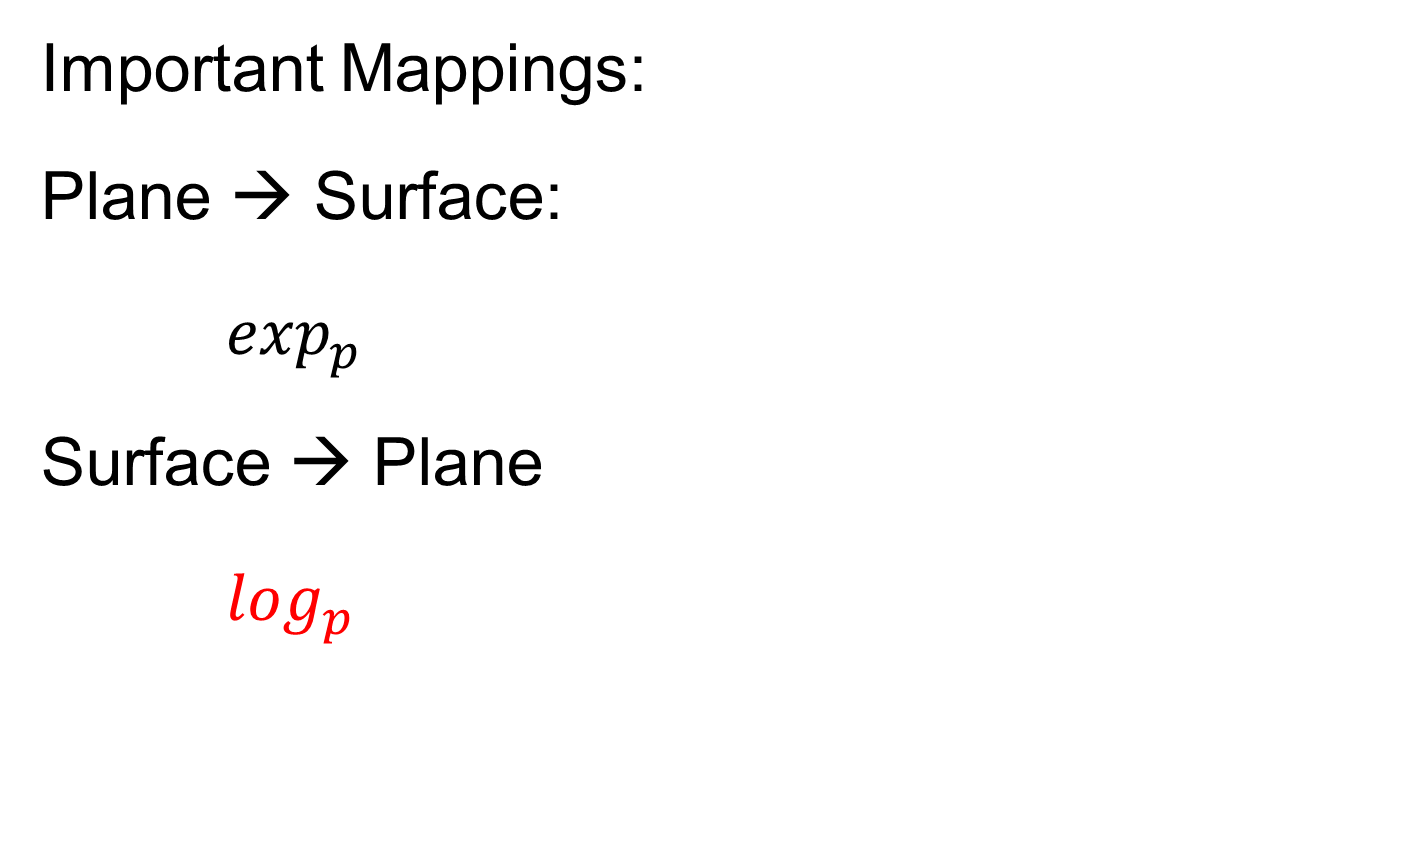 Important Mappings:
Plane → Surface:
exp_p
Surface → Plane
log_p